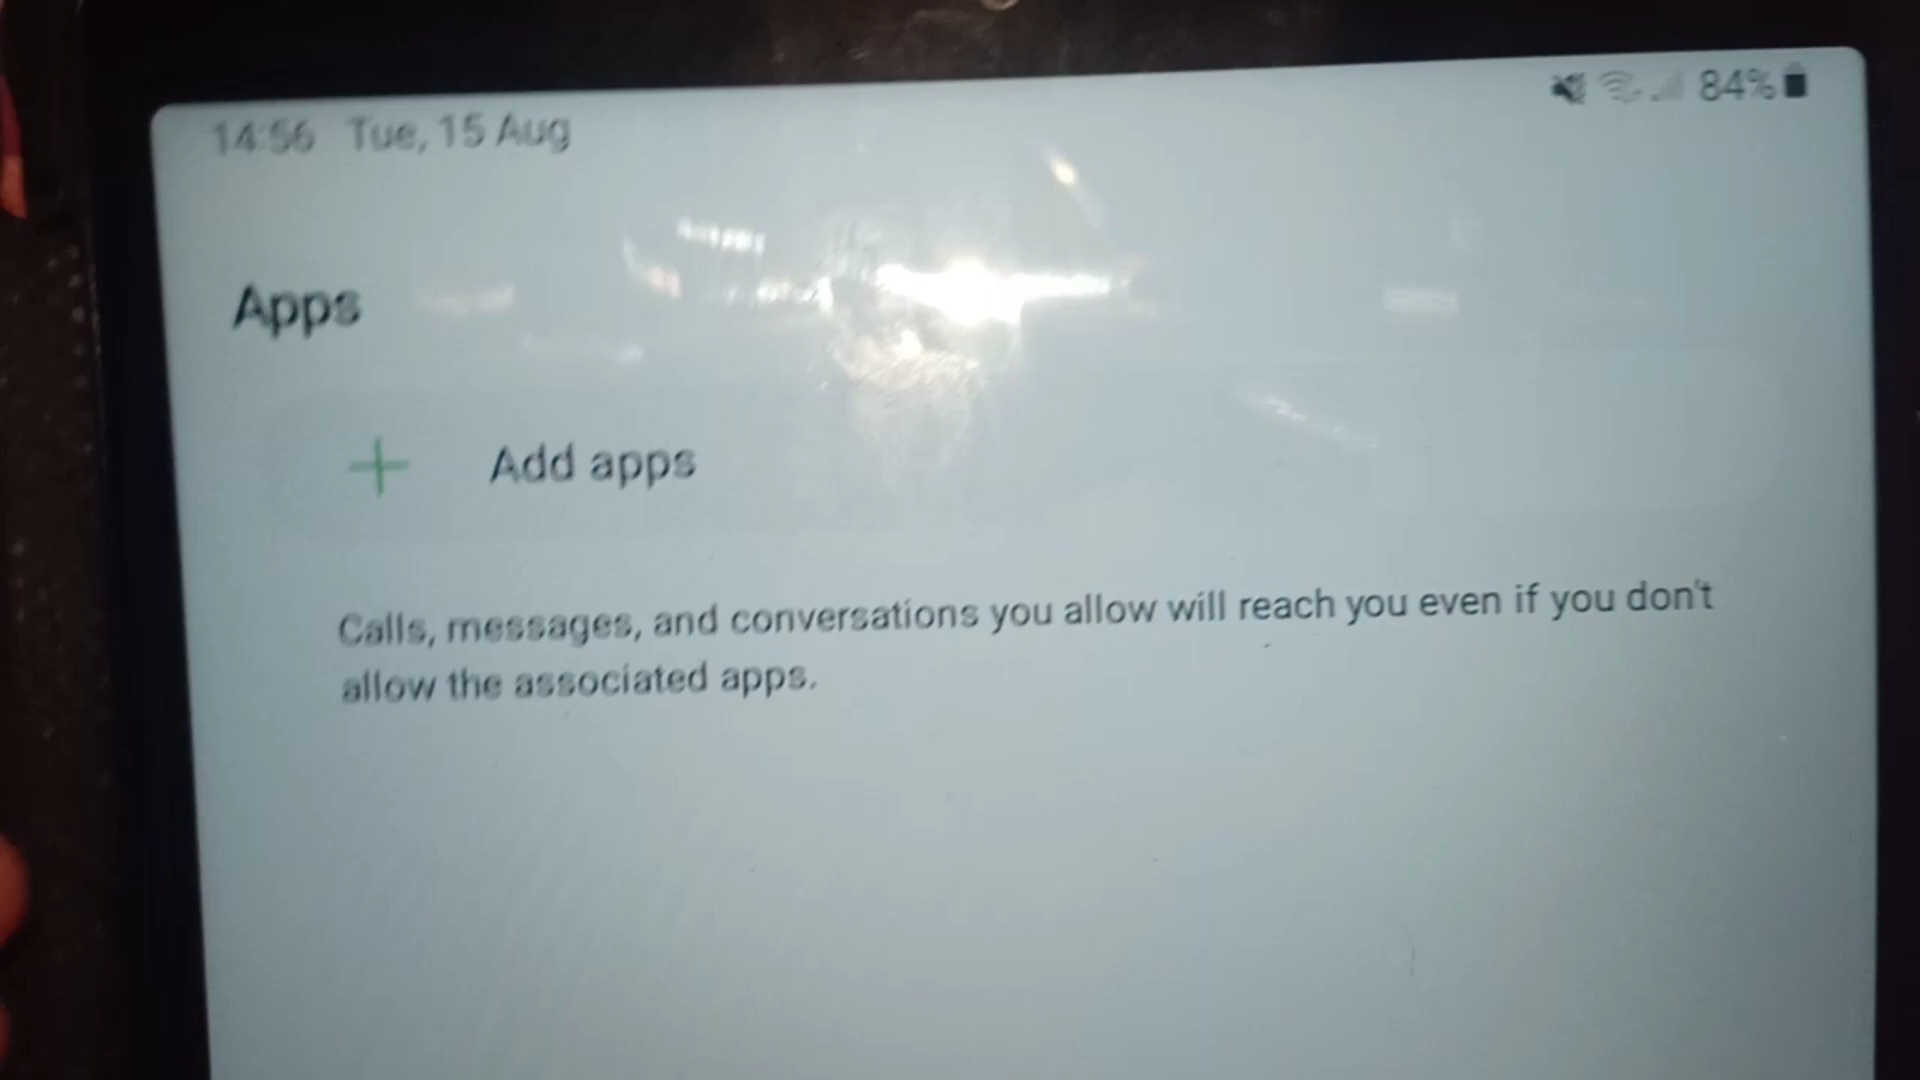 14:56 Tue, 15 Aug 84%
Apps
Add apps
Calls, messages, and conversations you allow will reach you even if you don't
allow the associated apps.